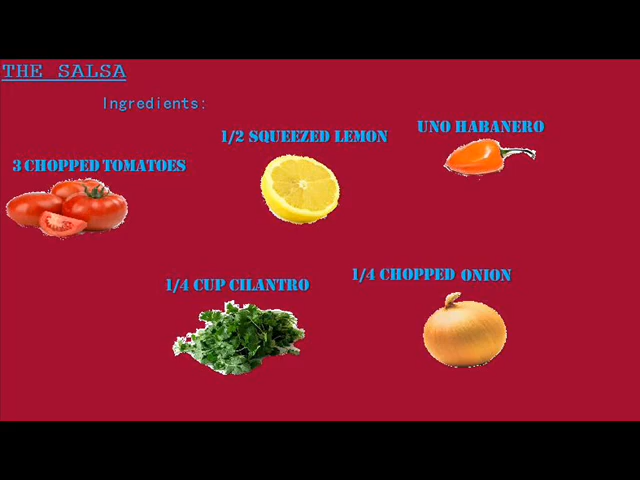 THE SALSA
Ingredients:
UNO HABANERO
1/2 SQUEEZED LEMON
3 CHOPPED TOMATOES
1/4 CHOPPED ONION
1/4 CUP CILANTRO